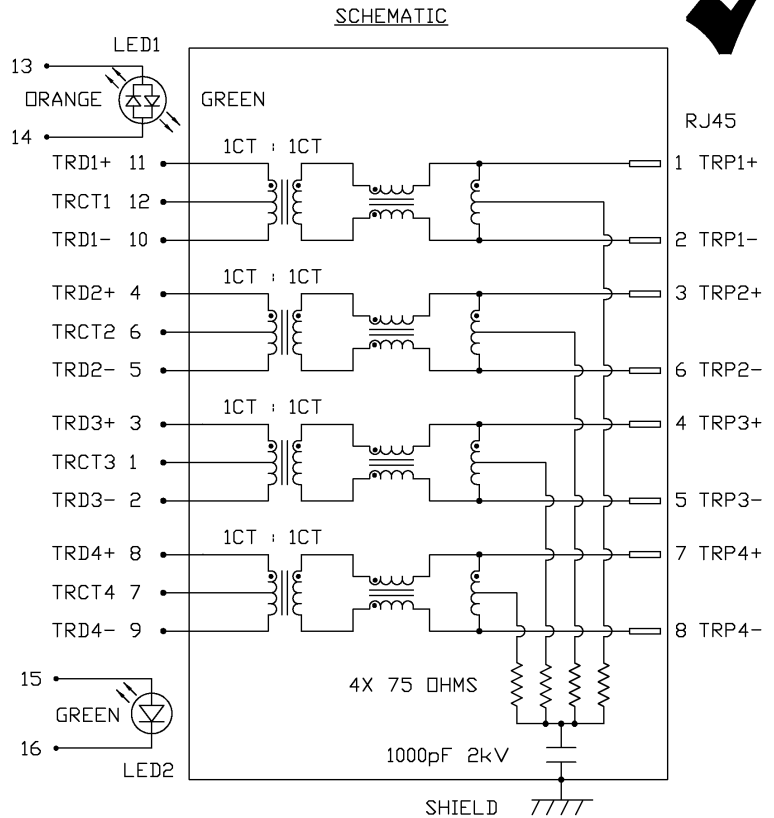 SCHEMATIC
LED1
13
ORANGE GREEN
14
RJ45
1CT : 1CT
TRD1+ 11 1 TRP1+
TRCT1 12
TRD1- 10 2 TRP1-
1CT : 1CT
TRD2+ 4 3 TRP2+
TRCT2 6
TRD2- 5 6 TRP2-
1CT : 1CT
TRD3+ 3 4 TRP3+
TRCT3 1
TRD3- 2 5 TRP3-
1CT : 1CT
TRD4+ 8 7 TRP4+
TRCT4 7
TRD4- 9 8 TRP4-
15
4X 75 OHMS
GREEN
16
1000pF 2kV
LED2
SHIELD